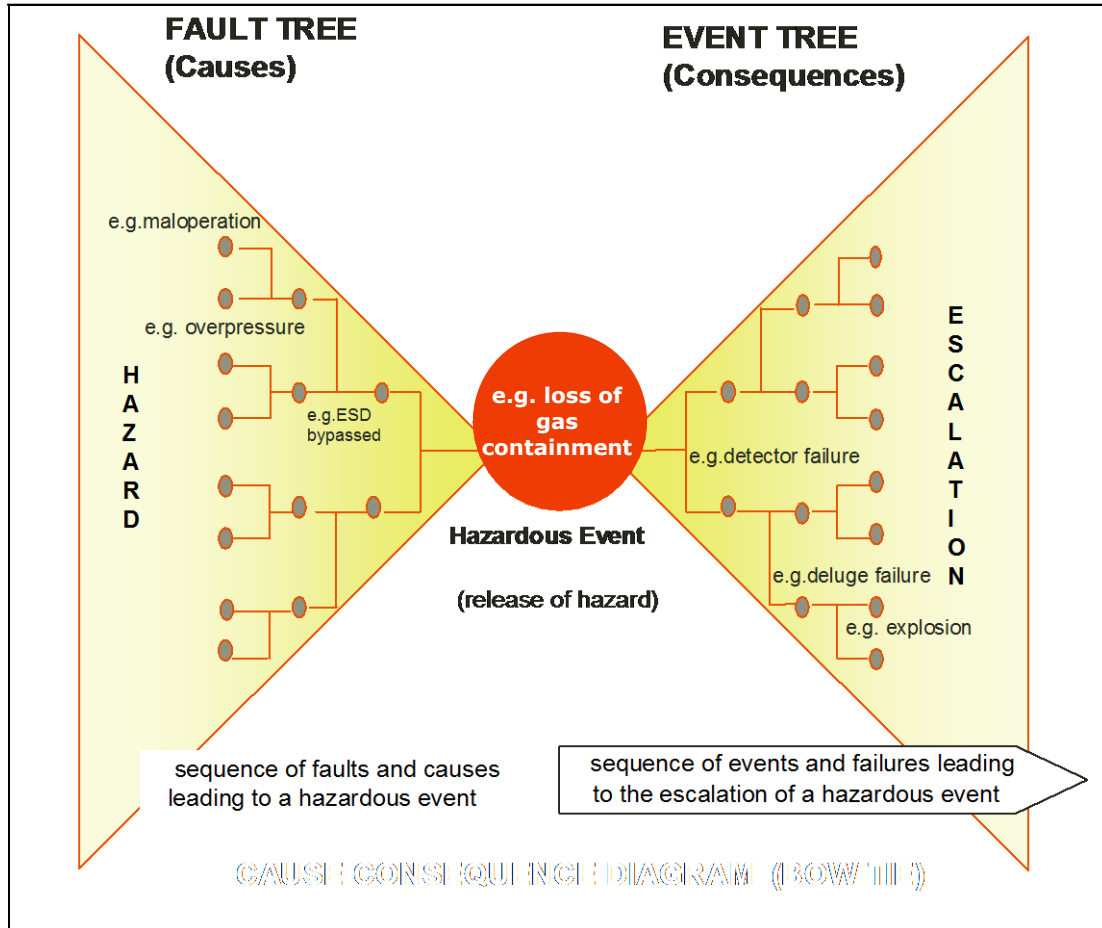 FAULT TREE
(Causes)
EVENT TREE
(Consequences)
e.g.maloperation
e.g. overpressure
HAZARD
e.g.ESD
bypassed
e.g. loss of
gas
containment
Hazardous Event
(release of hazard)
e.g.detector failure
e.g.deluge failure
e.g. explosion
ESCALATION
sequence of faults and causes
leading to a hazardous event
sequence of events and failures leading
to the escalation of a hazardous event
CAUSE CONSEQUENCE DIAGRAM (BOW TIE)